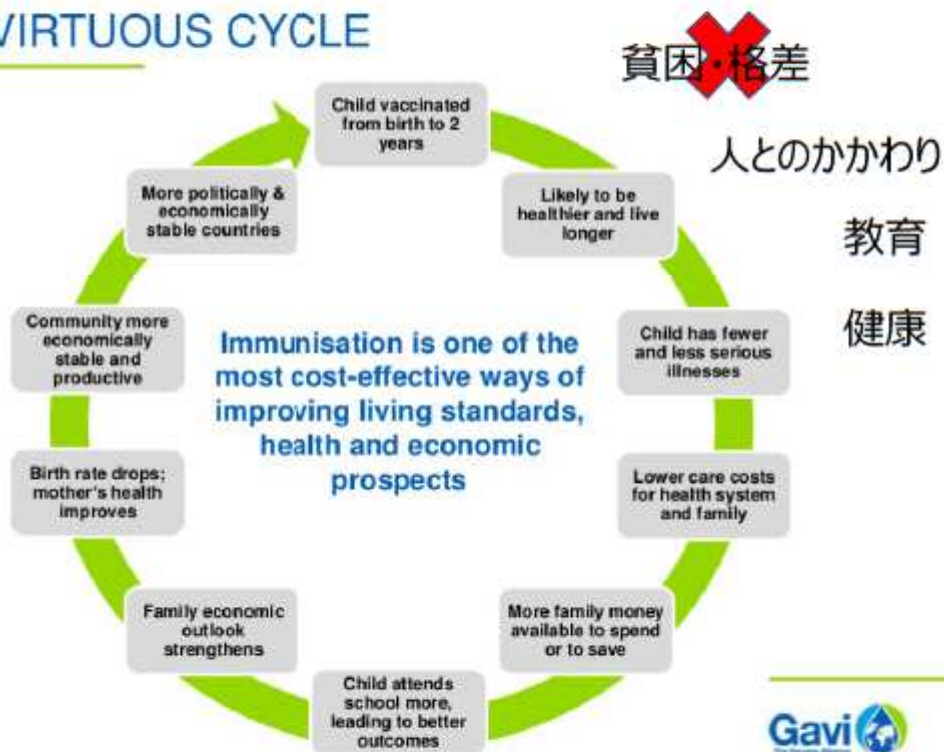 VIRTUOUS CYCLE
貧困・格差
人とのかかわり
教育
健康
Child vaccinated
from birth to 2
years
Likely to be
healthier and live
longer
Child has fewer
and less serious
illnesses
Lower care costs
for health system
and family
More family money
available to spend
or to save
Child attends
school more,
leading to better
outcomes
Family economic
outlook
strengthens
Birth rate drops;
mother's health
improves
Community more
economically
stable and
productive
More politically &
economically
stable countries
Immunisation is one of the
most cost-effective ways of
improving living standards,
health and economic
prospects
Gavi